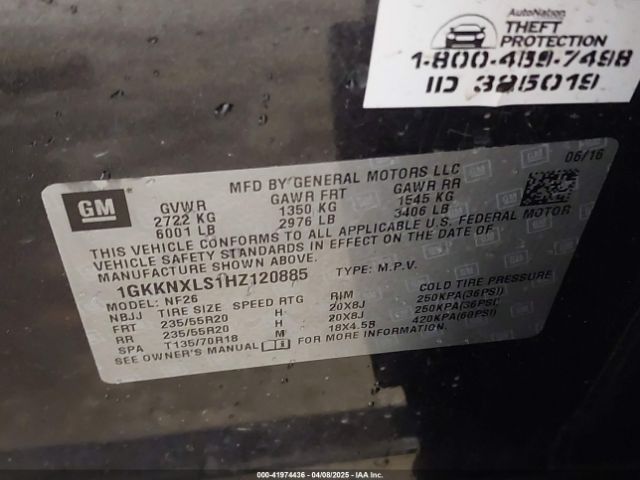 AutoNation
THEFT
PROTECTION
1-800-459-7498
ID 325019
GM
MFD BY GENERAL MOTORS LLC
06/16
GVWR GAWR FRT GAWR RR
2722 KG 1350 KG 1545 KG
6001 LB 2976 LB 3406 LB
THIS VEHICLE CONFORMS TO ALL APPLICABLE U.S. FEDERAL MOTOR
VEHICLE SAFETY STANDARDS IN EFFECT ON THE DATE OF
MANUFACTURE SHOWN ABOVE.
1GKKNXLS1HZ120885 TYPE: M.P.V.
MODEL: NF26
NBJJ TIRE SIZE SPEED RTG RIM COLD TIRE PRESSURE
FRT 235/55R20 H 20X8J 250KPA(36PSI)
RR 235/55R20 H 20X8J 250KPA(36PSI)
SPA T135/70R18 M 18X4.5B 420KPA(60PSI)
SEE OWNER'S MANUAL FOR MORE INFORMATION.
000-41974436 - 04/08/2025 - IAAI.COM